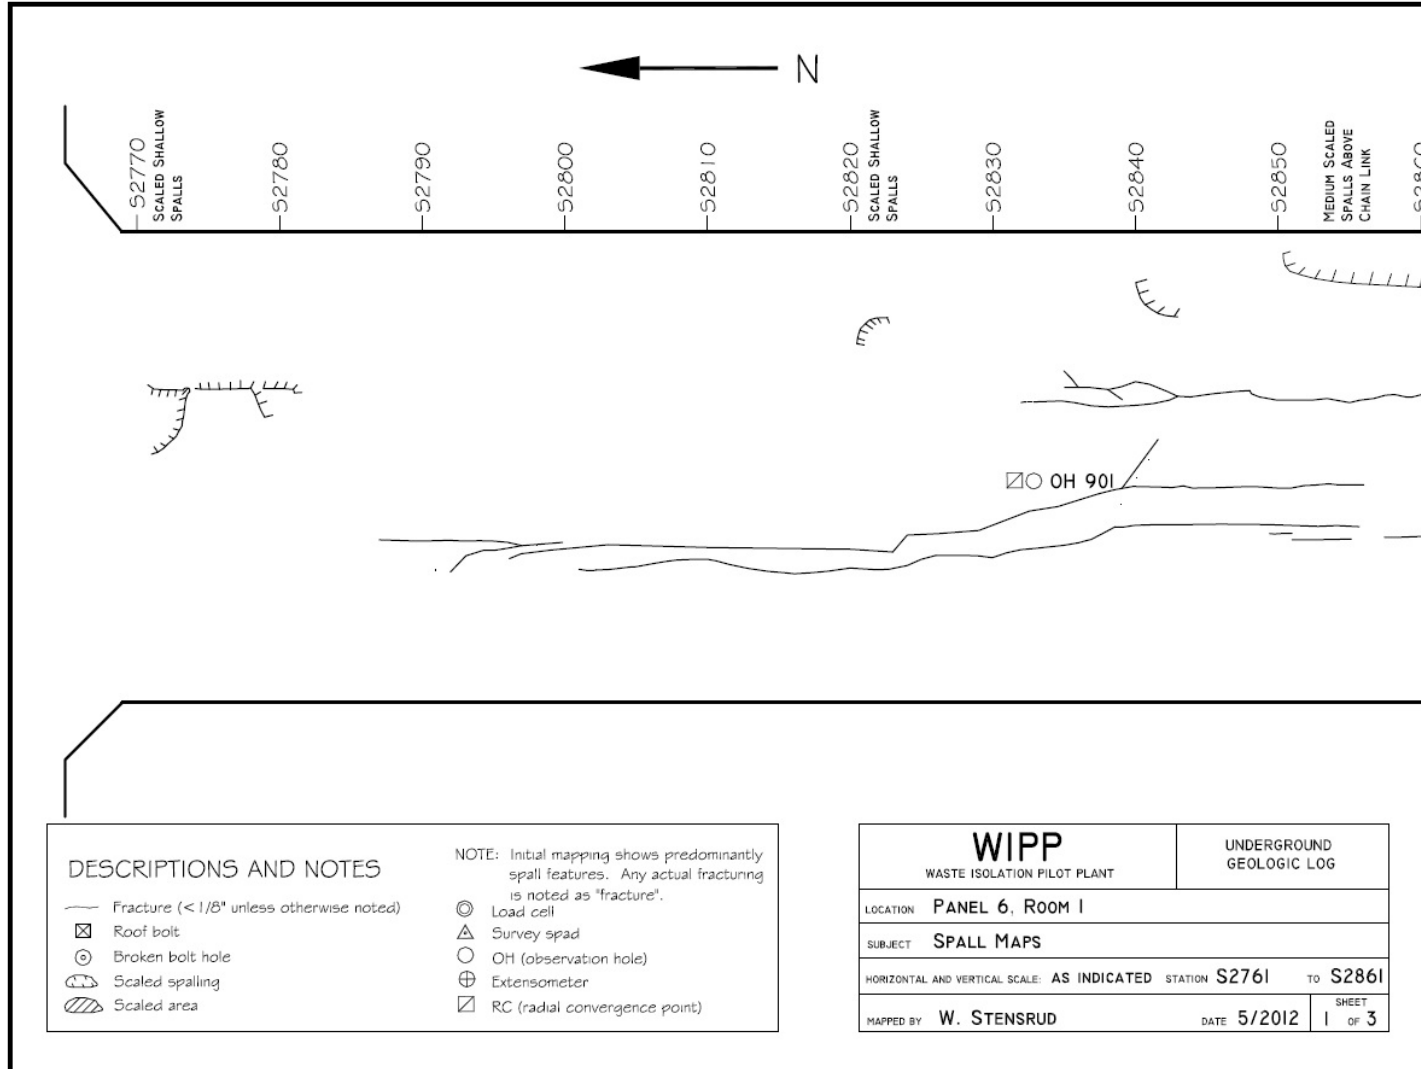 N
S2770
SCALED SHALLOW
SPALLS
S2780
S2790
S2800
S2810
S2820
SCALED SHALLOW
SPALLS
S2830
S2840
S2850
MEDIUM SCALED
SPALLS ABOVE
CHAIN LINK
S2860
OH 901
DESCRIPTIONS AND NOTES
Fracture (< 1/8" unless otherwise noted)
Roof bolt
Broken bolt hole
Scaled spalling
Scaled area
NOTE: Initial mapping shows predominantly
spall features. Any actual fracturing
is noted as "fracture".
Load cell
Survey spad
OH (observation hole)
Extensometer
RC (radial convergence point)
WIPP
WASTE ISOLATION PILOT PLANT
UNDERGROUND
GEOLOGIC LOG
LOCATION PANEL 6, ROOM 1
SUBJECT SPALL MAPS
HORIZONTAL AND VERTICAL SCALE: AS INDICATED STATION S2761 TO S2861
MAPPED BY W. STENSRUD DATE 5/2012
SHEET
1 OF 3